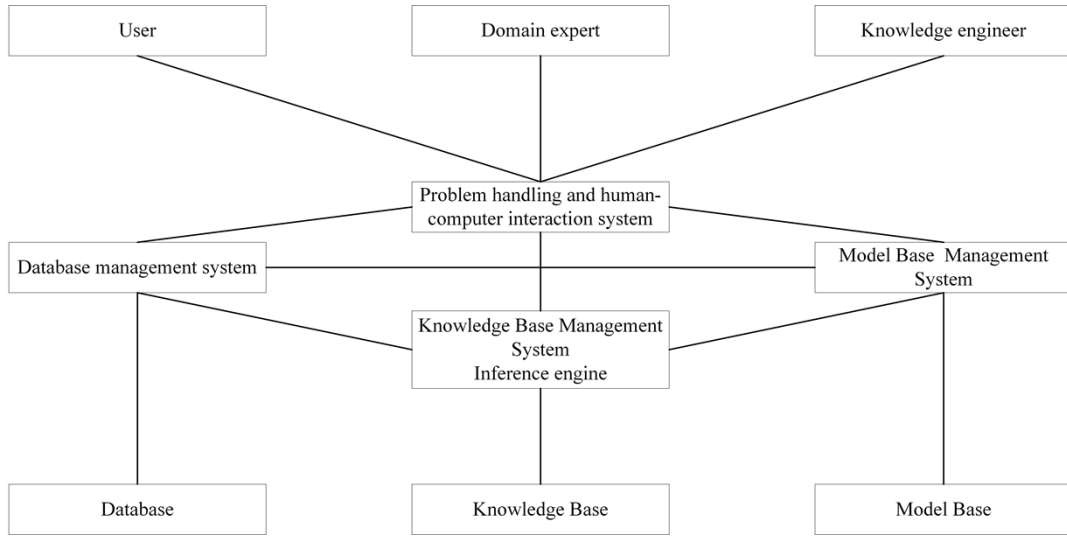 User
Domain expert
Knowledge engineer
Problem handling and human-
computer interaction system
Database management system
Model Base  Management
System
Knowledge Base Management
System
Inference engine
Database
Knowledge Base
Model Base